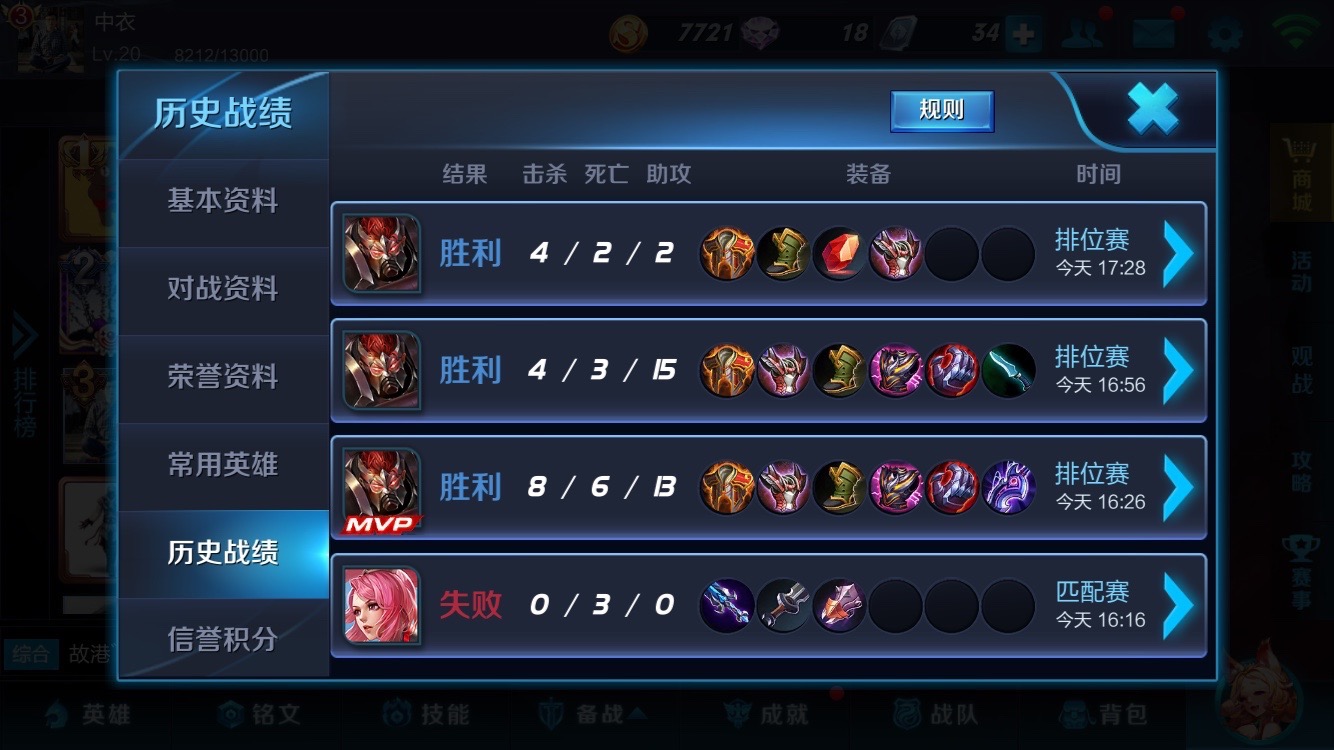 3
中衣
Lv.20
8212/13000
7721
18
34
历史战绩
规则
结果 击杀 死亡 助攻 装备 时间
基本资料
对战资料
荣誉资料
常用英雄
历史战绩
信誉积分
胜利 4 / 2 / 2 排位赛
今天 17:28
胜利 4 / 3 / 15 排位赛
今天 16:56
MVP 胜利 8 / 6 / 13 排位赛
今天 16:26
失败 0 / 3 / 0 匹配赛
今天 16:16
1
2
3
排行榜
综合 故港
商城
活动
观战
攻略
赛事
英雄 铭文 技能 备战 成就 战队 背包